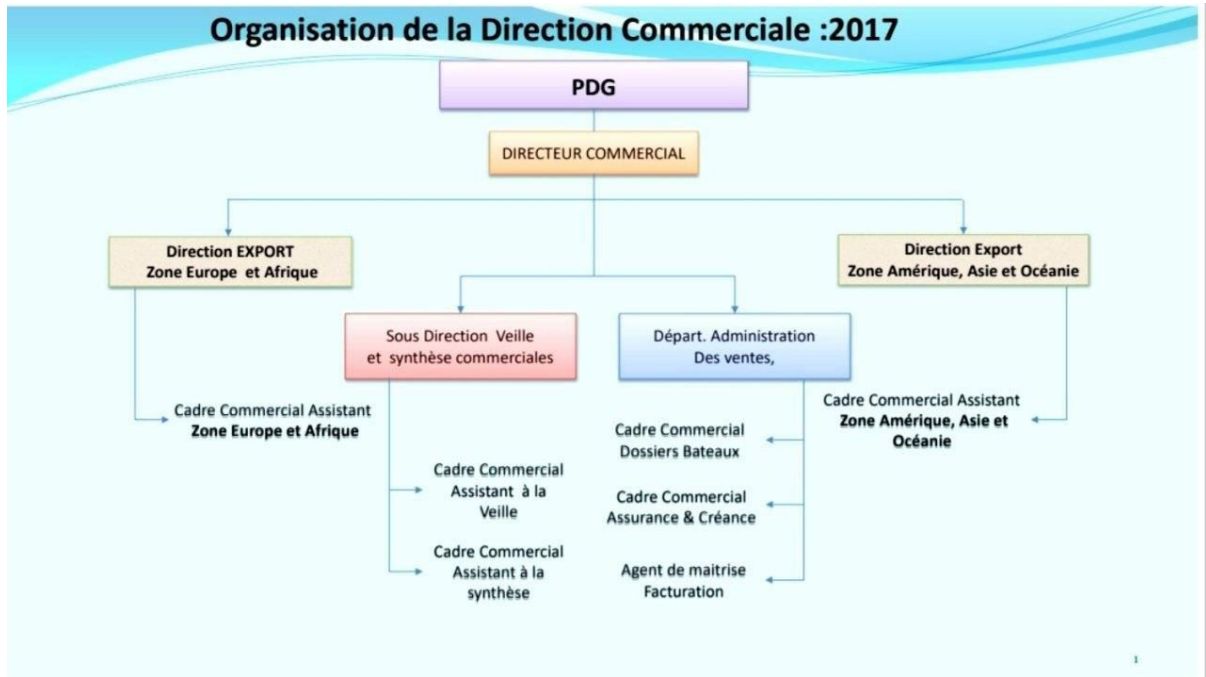 Organisation de la Direction Commerciale :2017
PDG
DIRECTEUR COMMERCIAL
Direction EXPORT
Zone Europe et Afrique
Direction Export
Zone Amérique, Asie et Océanie
Sous Direction Veille
et synthèse commerciales
Départ. Administration
Des ventes,
Cadre Commercial Assistant
Zone Europe et Afrique
Cadre Commercial Assistant
Zone Amérique, Asie et
Océanie
Cadre Commercial
Assistant à la
Veille
Cadre Commercial
Assistant à la
synthèse
Cadre Commercial
Dossiers Bateaux
Cadre Commercial
Assurance & Créance
Agent de maitrise
Facturation
1